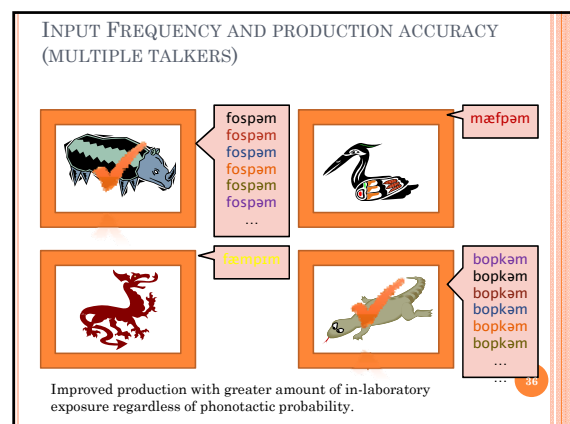 INPUT FREQUENCY AND PRODUCTION ACCURACY
(MULTIPLE TALKERS)
fospəm
fospəm
fospəm
fospəm
fospəm
fospəm
…
mæfpəm
bopkəm
bopkəm
bopkəm
bopkəm
bopkəm
bopkəm
…
…
36
Improved production with greater amount of in-laboratory
exposure regardless of phonotactic probability.